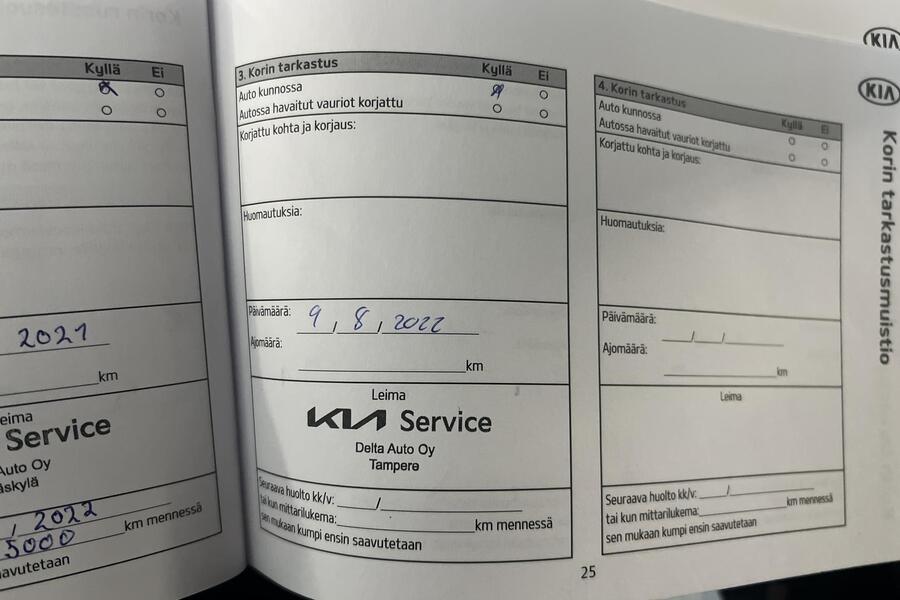 Kyllä Ei
2021
km
eima
Service
Auto Oy
äskylä
, 2022
5000 km mennessä
aavutetaan
3. Korin tarkastus Kyllä Ei
Auto kunnossa
Autossa havaitut vauriot korjattu
Korjattu kohta ja korjaus:
Huomautuksia:
Päivämäärä: 9 / 8 / 2022
Ajomäärä:
km
Leima
KIA Service
Delta Auto Oy
Tampere
Seuraava huolto kk/v: /
tai kun mittarilukema: km mennessä
sen mukaan kumpi ensin saavutetaan
25
4. Korin tarkastus Kyllä Ei
Auto kunnossa
Autossa havaitut vauriot korjattu
Korjattu kohta ja korjaus:
Huomautuksia:
Päivämäärä: / /
Ajomäärä:
km
Leima
Seuraava huolto kk/v: /
tai kun mittarilukema: km mennessä
sen mukaan kumpi ensin saavutetaan
KIA
KIA
Korin tarkastusmuistio